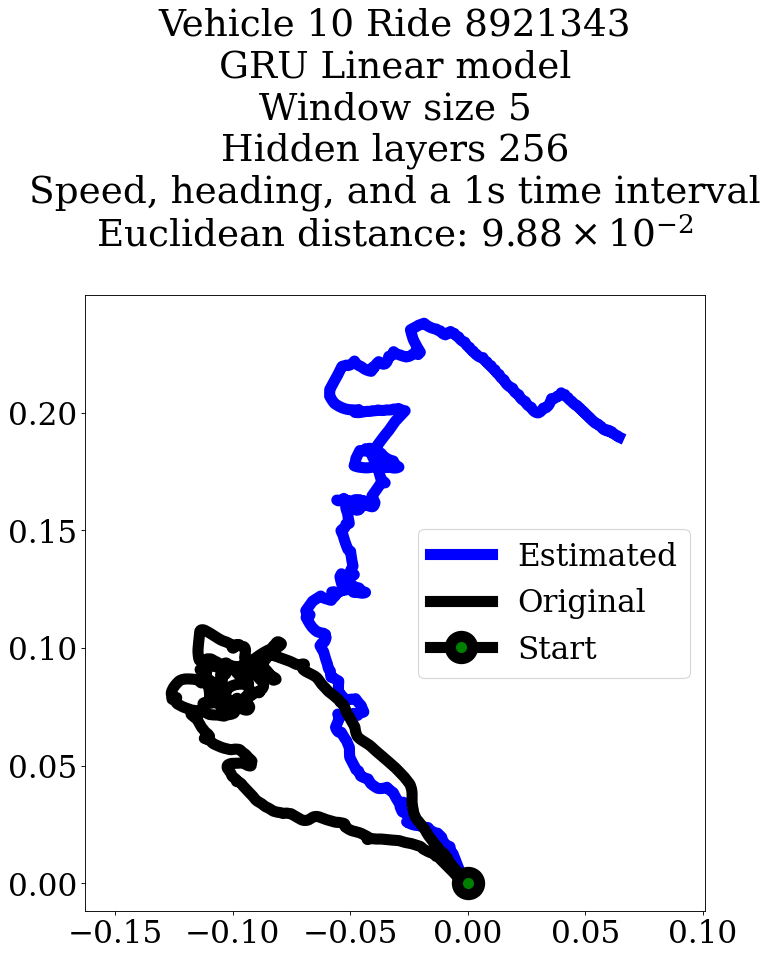 Vehicle 10 Ride 8921343
GRU Linear model
Window size 5
Hidden layers 256
Speed, heading, and a 1s time interval
Euclidean distance: 9.88 × 10⁻²
0.20
0.15
0.10
0.05
0.00
Estimated
Original
Start
−0.15 −0.10 −0.05 0.00 0.05 0.10